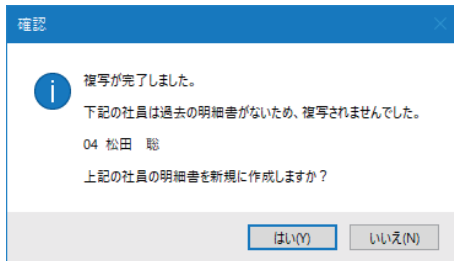 確認
複写が完了しました。
下記の社員は過去の明細書がないため、複写されませんでした。
04 松田　聡
上記の社員の明細書を新規に作成しますか？
はい(Y)
いいえ(N)